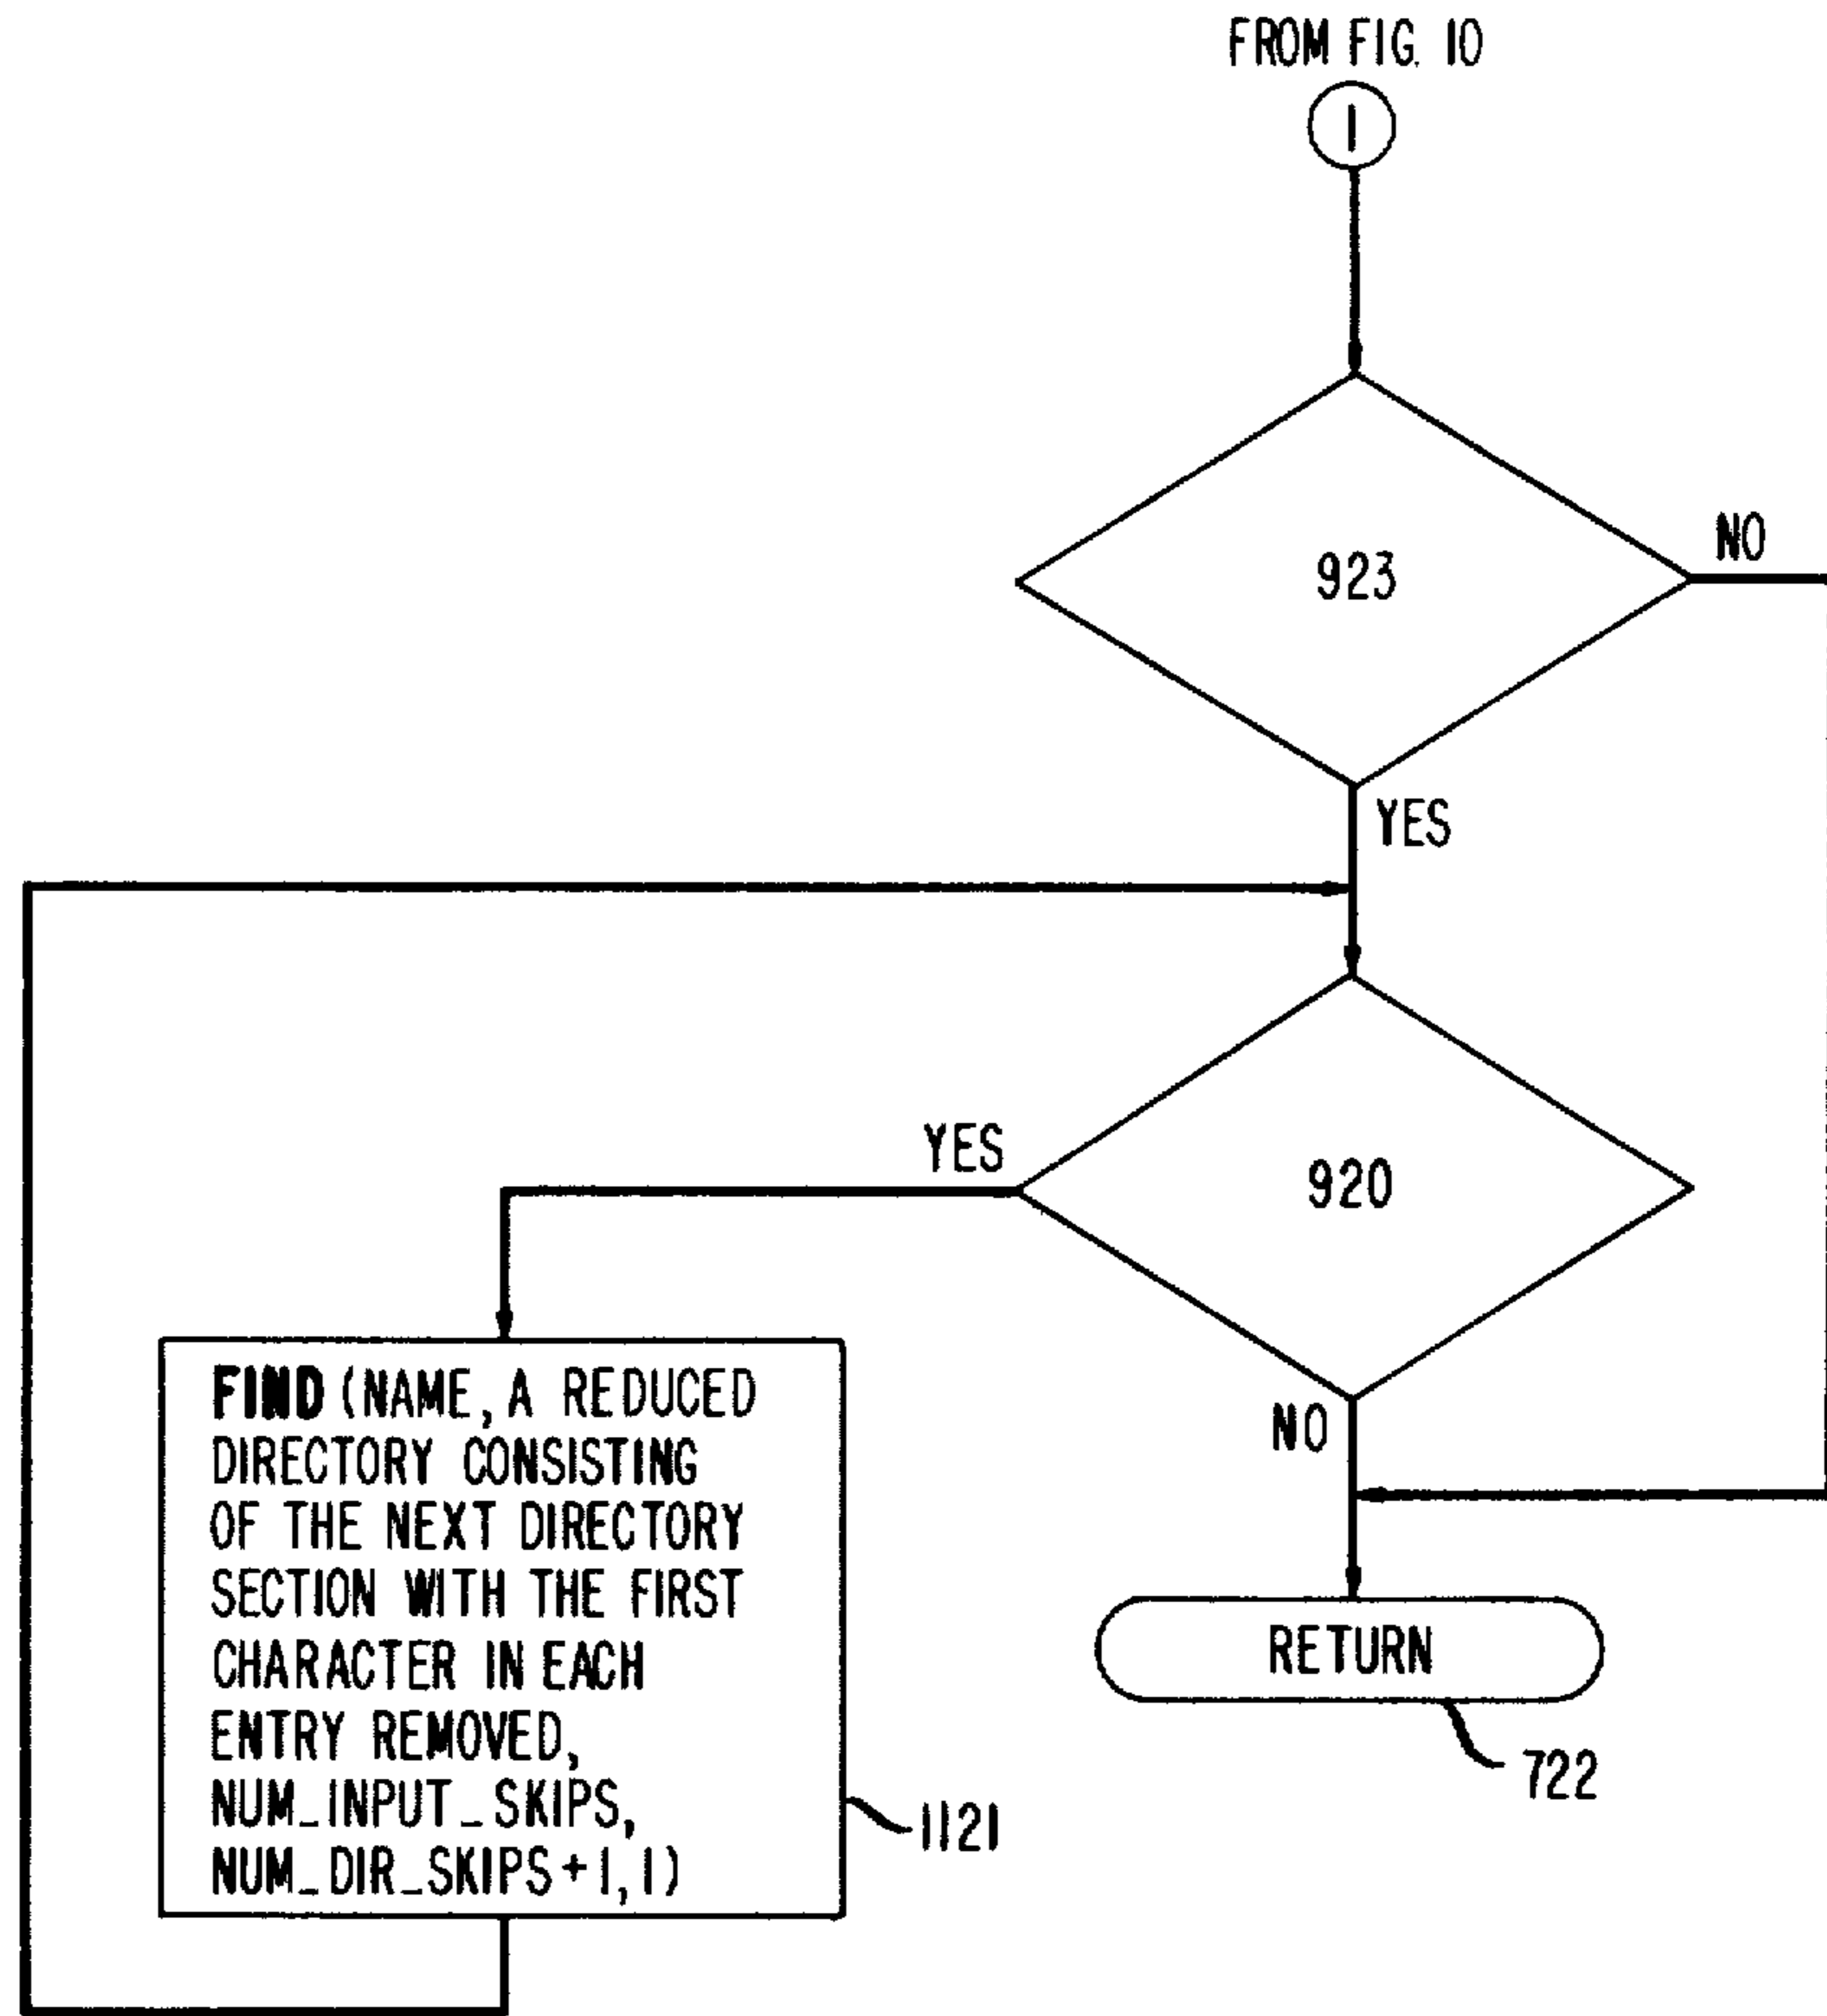 FROM FIG. 10
1
923
NO
YES
YES
920
NO
FIND (NAME, A REDUCED
DIRECTORY CONSISTING
OF THE NEXT DIRECTORY
SECTION WITH THE FIRST
CHARACTER IN EACH
ENTRY REMOVED,
NUM_INPUT_SKIPS,
NUM_DIR_SKIPS+1,1)
1121
RETURN
722